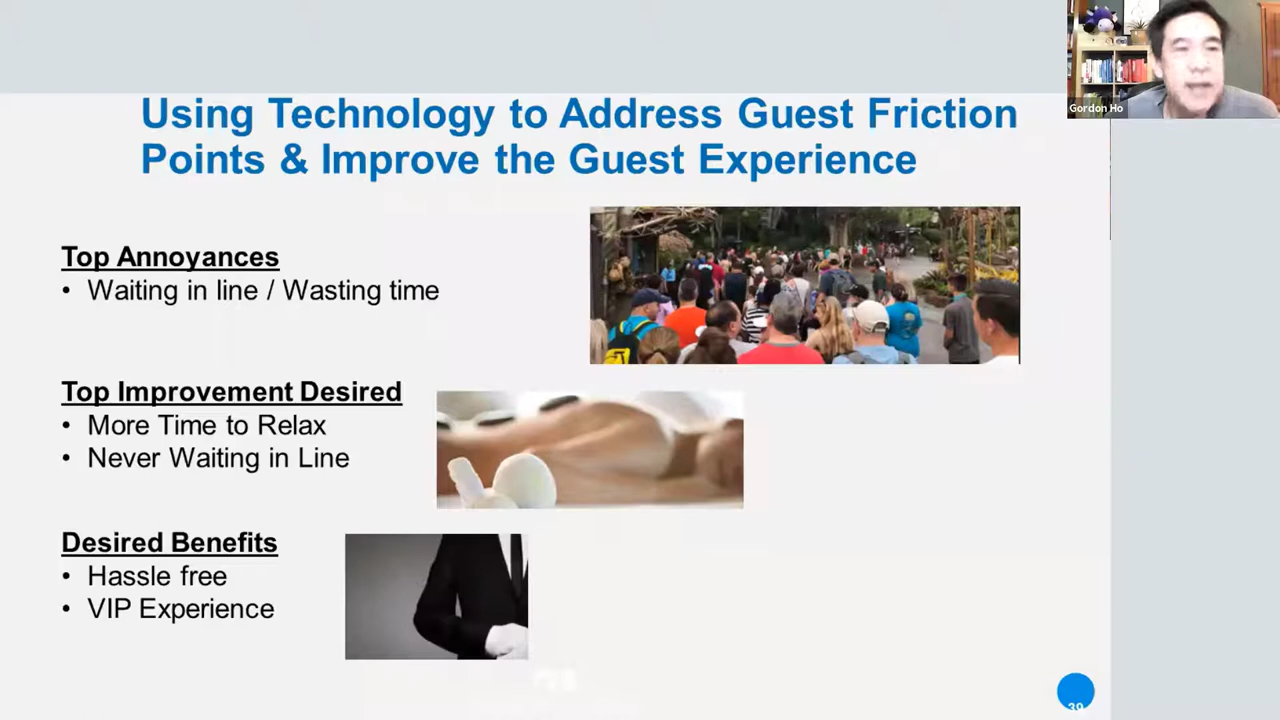 Using Technology to Address Guest Friction
Points & Improve the Guest Experience
Gordon Ho
Top Annoyances
• Waiting in line / Wasting time
Top Improvement Desired
• More Time to Relax
• Never Waiting in Line
Desired Benefits
• Hassle free
• VIP Experience
39